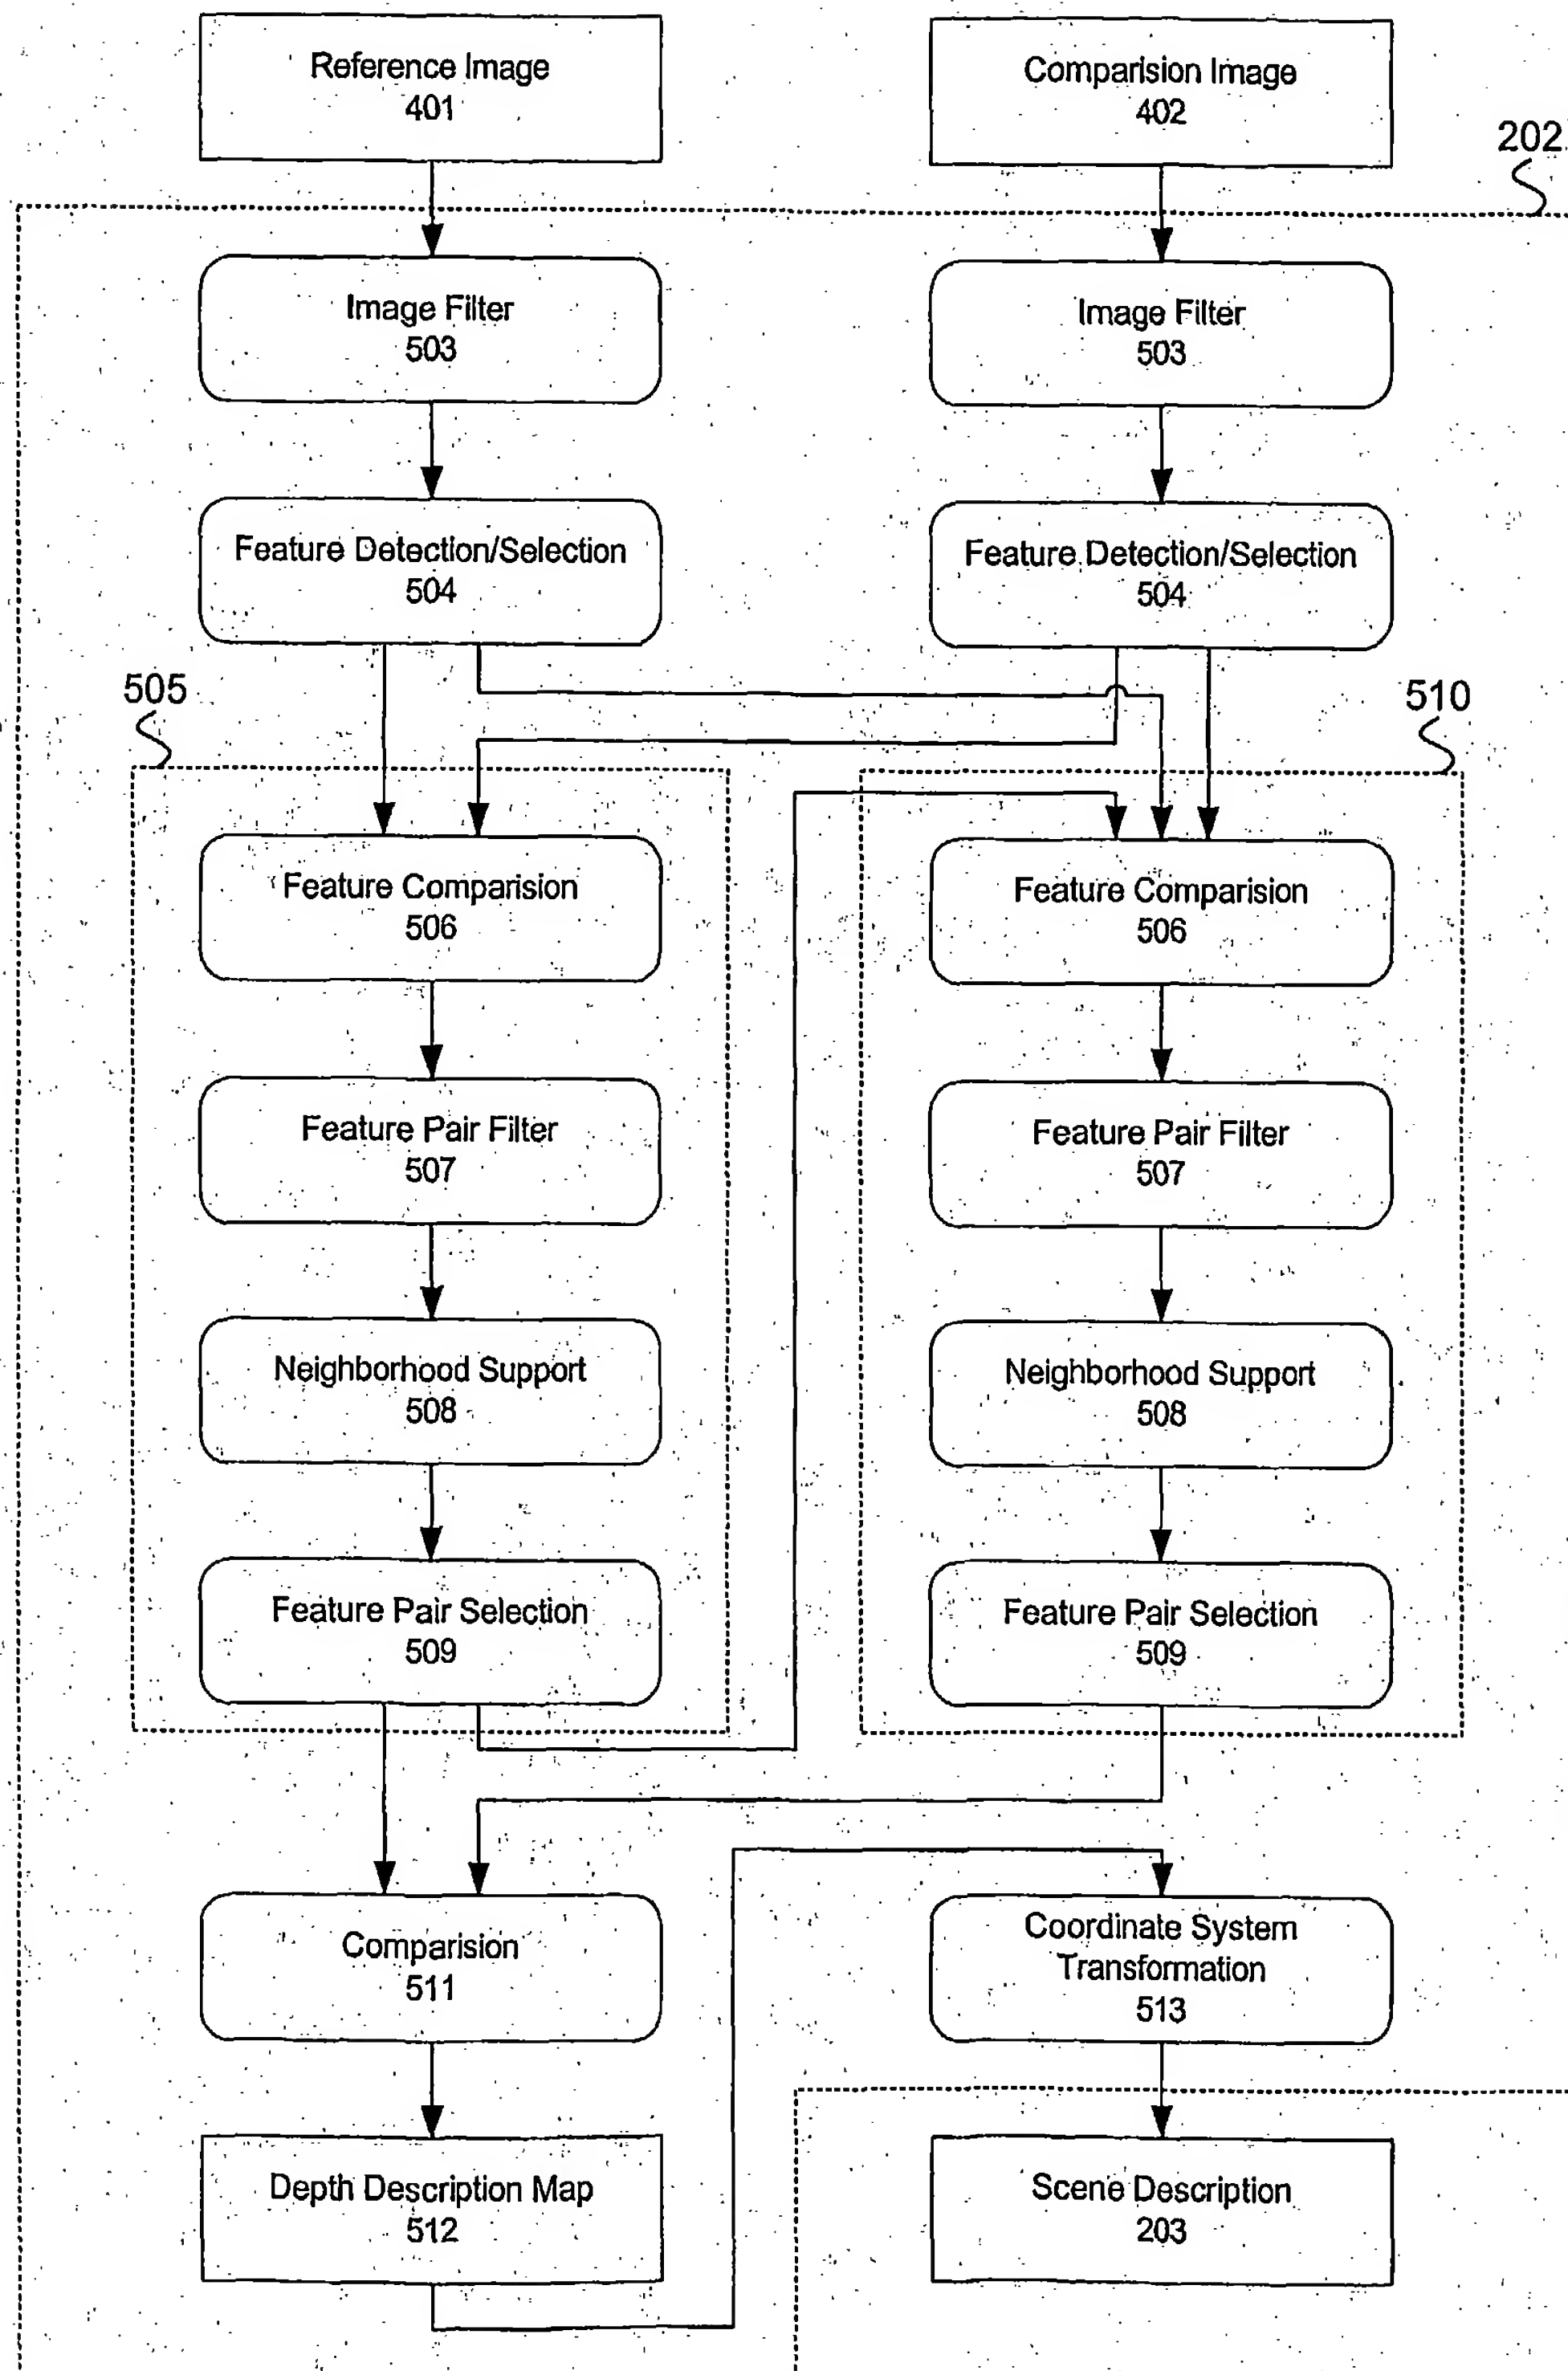 Reference Image
401
Comparision Image
402
202
Image Filter
503
Image Filter
503
Feature Detection/Selection
504
Feature Detection/Selection
504
505
510
Feature Comparision
506
Feature Comparision
506
Feature Pair Filter
507
Feature Pair Filter
507
Neighborhood Support
508
Neighborhood Support
508
Feature Pair Selection
509
Feature Pair Selection
509
Comparision
511
Coordinate System
Transformation
513
Depth Description Map
512
Scene Description
203